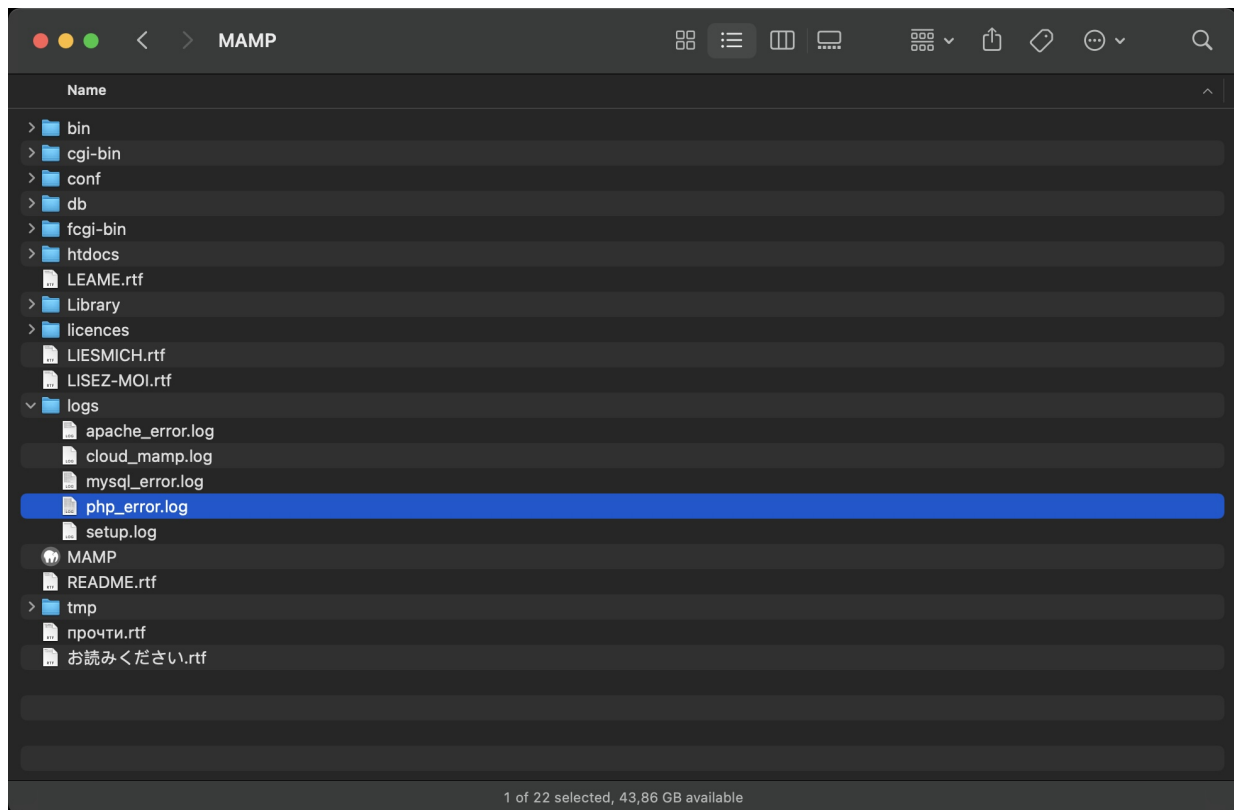 MAMP
Name
bin
cgi-bin
conf
db
fcgi-bin
htdocs
LEAME.rtf
Library
licences
LIESMICH.rtf
LISEZ-MOI.rtf
logs
apache_error.log
cloud_mamp.log
mysql_error.log
php_error.log
setup.log
MAMP
README.rtf
tmp
прочти.rtf
お読みください.rtf
1 of 22 selected, 43,86 GB available